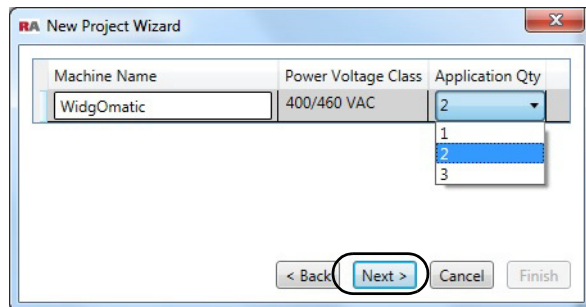 RA New Project Wizard
x
Machine Name Power Voltage Class Application Qty
WidgOmatic 400/460 VAC 2
1
2
3
< Back Next > Cancel Finish